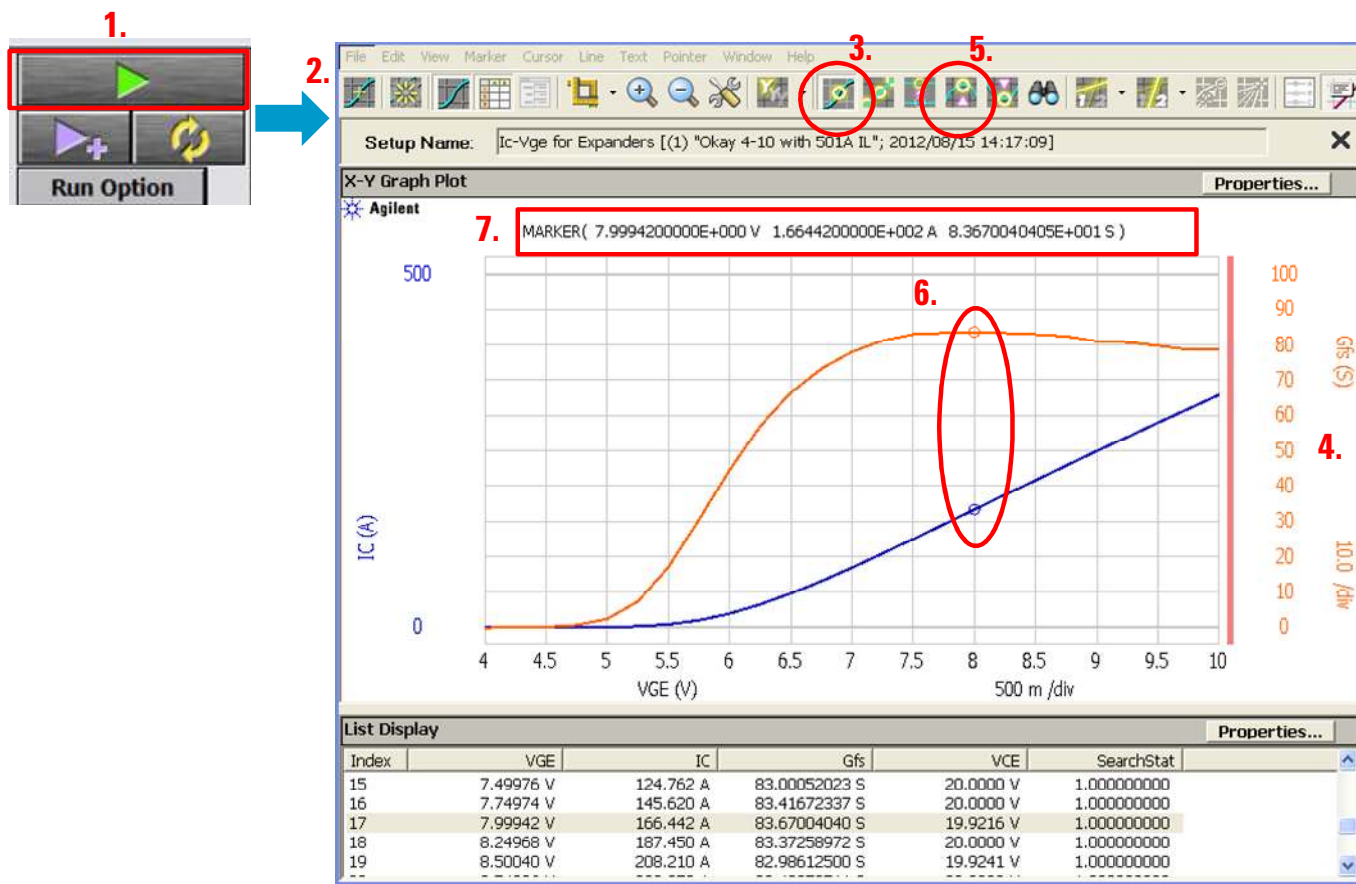 1.
Run Option
2.
File Edit View Marker Cursor Line Text Pointer Window Help
3.
5.
Setup Name: Ic-Vge for Expanders [(1) "Okay 4-10 with 501A IL"; 2012/08/15 14:17:09]
X-Y Graph Plot Properties...
Agilent
7.
MARKER( 7.9994200000E+000 V 1.6644200000E+002 A 8.3670040405E+001 S )
6.
4.
500
IC (A)
0
100
90
80
70
60
50
40
30
20
10
0
Gfs (S)
10.0 /div
4 4.5 5 5.5 6 6.5 7 7.5 8 8.5 9 9.5 10
VGE (V) 500 m /div
List Display Properties...
Index VGE IC Gfs VCE SearchStat
15 7.49976 V 124.762 A 83.00052023 S 20.0000 V 1.000000000
16 7.74974 V 145.620 A 83.41672337 S 20.0000 V 1.000000000
17 7.99942 V 166.442 A 83.67004040 S 19.9216 V 1.000000000
18 8.24968 V 187.450 A 83.37258972 S 20.0000 V 1.000000000
19 8.50040 V 208.210 A 82.98612500 S 19.9241 V 1.000000000